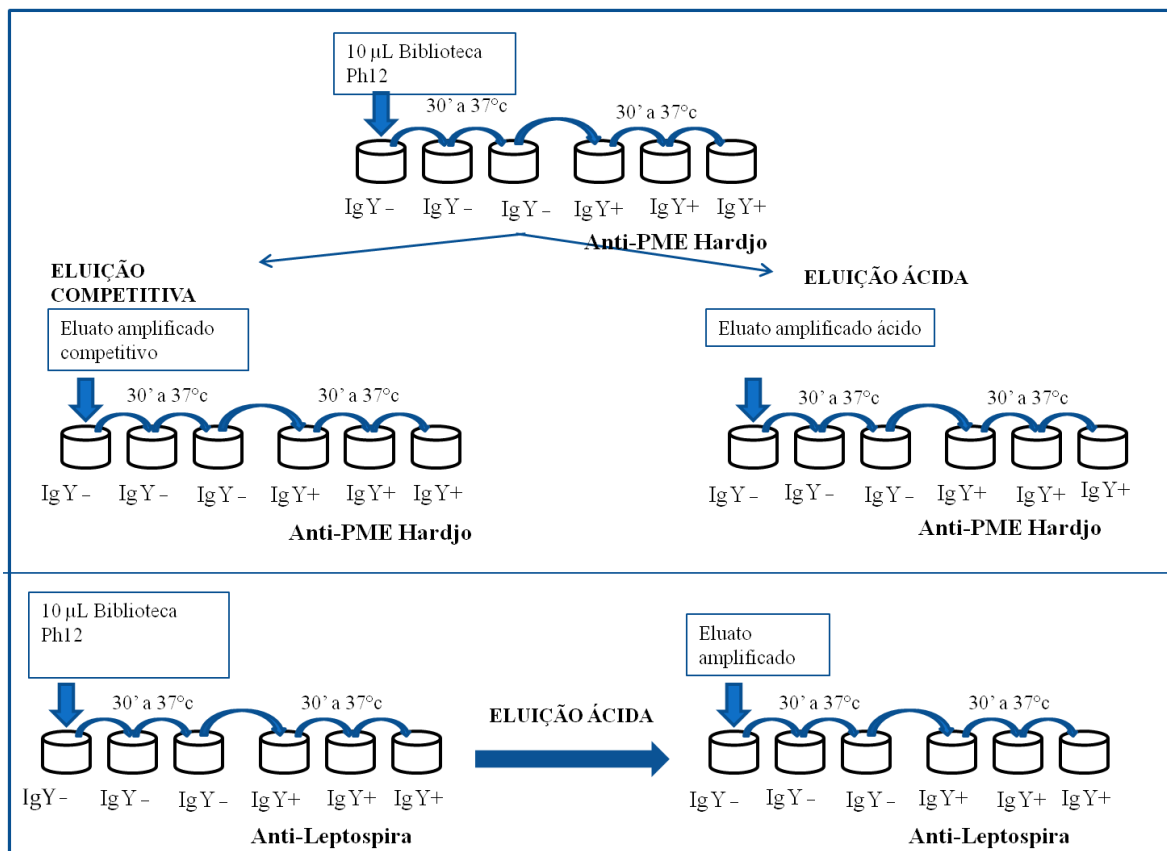 10 µL Biblioteca
Ph12
30’ a 37°c 30’ a 37°c
IgY – IgY – IgY – IgY+ IgY+ IgY+
Anti-PME Hardjo
ELUIÇÃO
COMPETITIVA
Eluato amplificado
competitivo
30’ a 37°c 30’ a 37°c
IgY – IgY – IgY – IgY+ IgY+ IgY+
Anti-PME Hardjo
ELUIÇÃO ÁCIDA
Eluato amplificado ácido
30’ a 37°c 30’ a 37°c
IgY – IgY – IgY – IgY+ IgY+ IgY+
Anti-PME Hardjo
10 µL Biblioteca
Ph12
30’ a 37°c 30’ a 37°c
IgY – IgY – IgY – IgY+ IgY+ IgY+
Anti-Leptospira
ELUIÇÃO ÁCIDA
Eluato
amplificado
30’ a 37°c 30’ a 37°c
IgY – IgY – IgY – IgY+ IgY+ IgY+
Anti-Leptospira